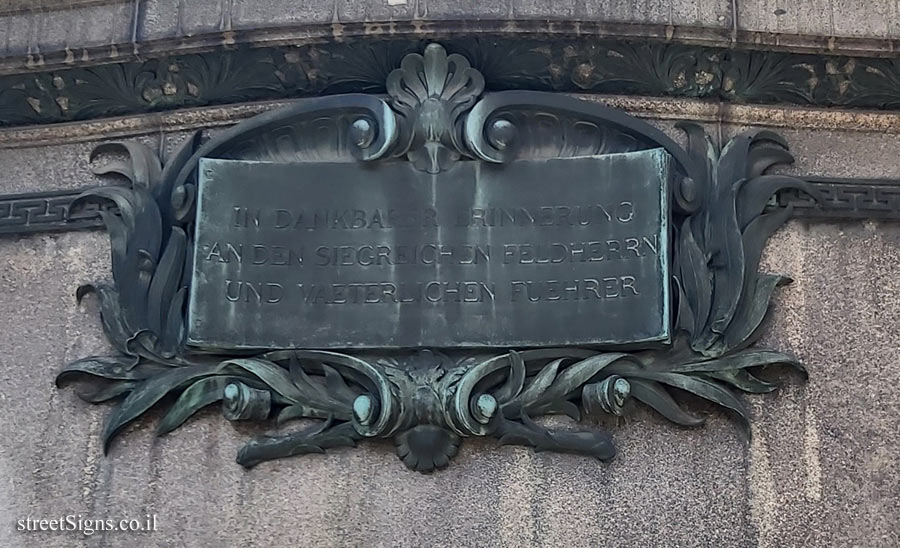 IN DANKBARER ERINNERUNG
AN DEN SIEGREICHEN FELDHERRN
UND VAETERLICHEN FUEHRER
streetSigns.co.il